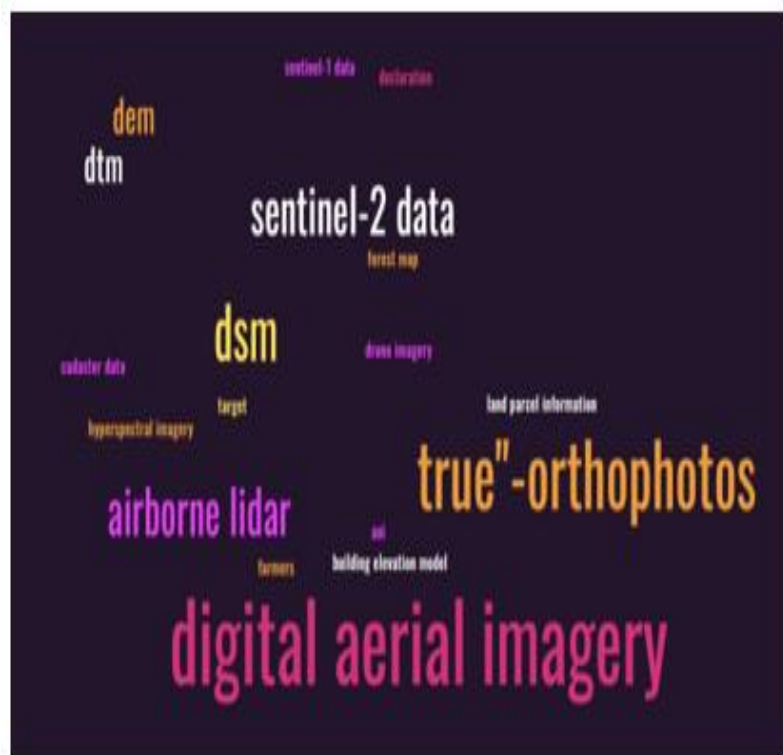 sentinel-1 data
declaration
dem
dtm
sentinel-2 data
forest map
dsm
drone imagery
cadaster data
target
land parcel information
hyperspectral imagery
true"-orthophotos
airborne lidar
aoi
building elevation model
farmers
digital aerial imagery